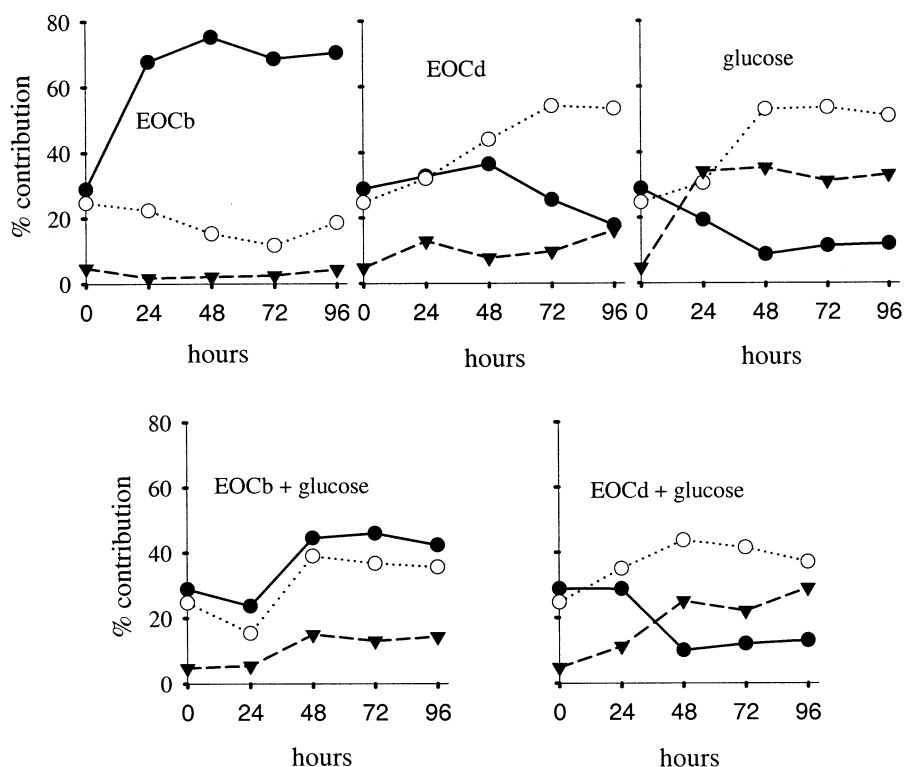 80
60
40
20
0
% contribution
EOCb
EOCd
glucose
0 24 48 72 96 0 24 48 72 96 0 24 48 72 96
hours hours hours
80
60
40
20
0
% contribution
EOCb + glucose
EOCd + glucose
0 24 48 72 96 0 24 48 72 96
hours hours